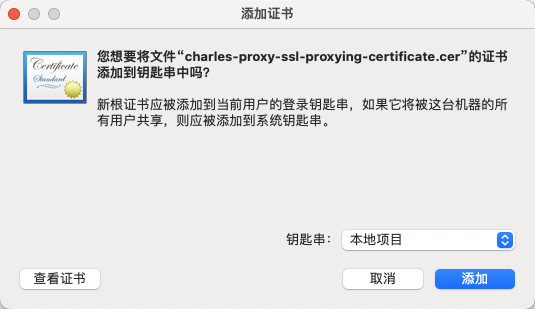 添加证书
您想要将文件“charles-proxy-ssl-proxying-certificate.cer”的证书
添加到钥匙串中吗?
新根证书应被添加到当前用户的登录钥匙串，如果它将被这台机器的所
有用户共享，则应被添加到系统钥匙串。
Certificate
Standard
钥匙串： 本地项目
查看证书 取消 添加